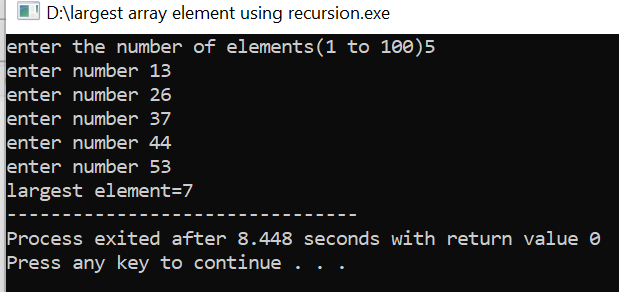 D:\largest array element using recursion.exe
enter the number of elements(1 to 100)5
enter number 13
enter number 26
enter number 37
enter number 44
enter number 53
largest element=7
--------------------------------
Process exited after 8.448 seconds with return value 0
Press any key to continue . . .